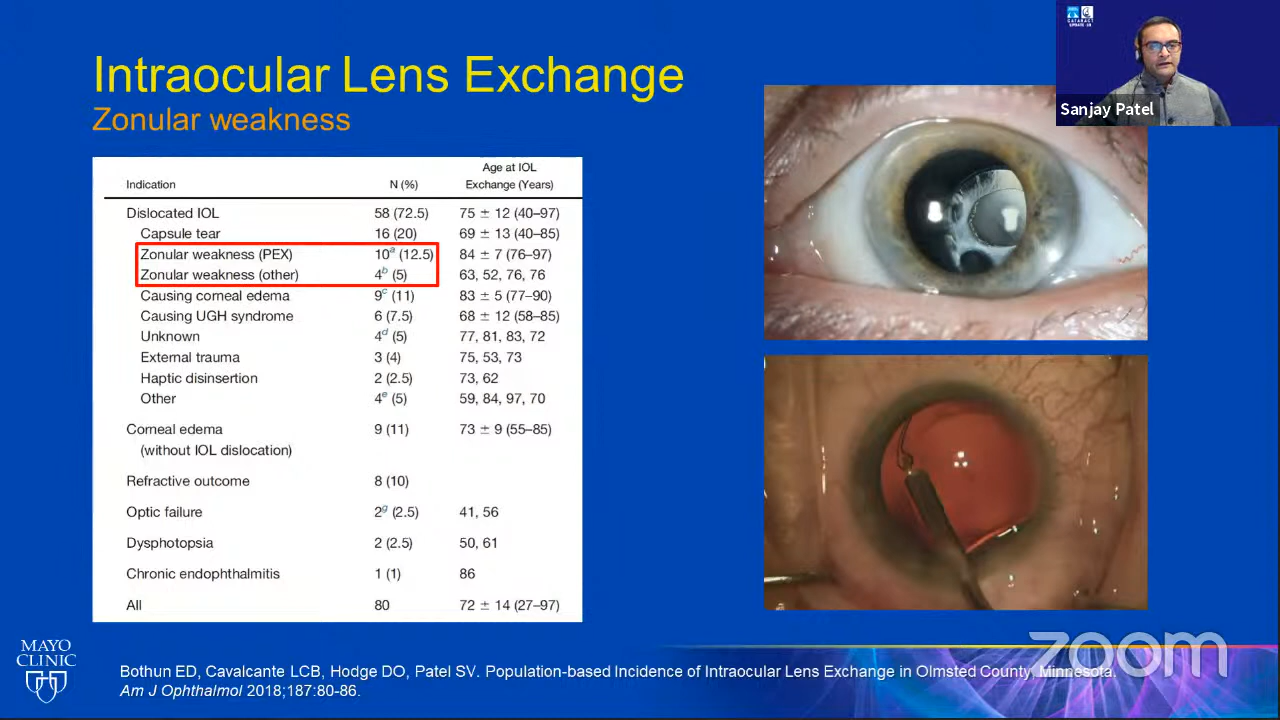 Intraocular Lens Exchange
Zonular weakness
Sanjay Patel
Indication N (%) Age at IOL Exchange (Years)
Dislocated IOL 58 (72.5) 75 ± 12 (40–97)
Capsule tear 16 (20) 69 ± 13 (40–85)
Zonular weakness (PEX) 10a (12.5) 84 ± 7 (76–97)
Zonular weakness (other) 4b (5) 63, 52, 76, 76
Causing corneal edema 9c (11) 83 ± 5 (77–90)
Causing UGH syndrome 6 (7.5) 68 ± 12 (58–85)
Unknown 4d (5) 77, 81, 83, 72
External trauma 3 (4) 75, 53, 73
Haptic disinsertion 2 (2.5) 73, 62
Other 4e (5) 59, 84, 97, 70
Corneal edema 9 (11) 73 ± 9 (55–85)
(without IOL dislocation)
Refractive outcome 8 (10)
Optic failure 2g (2.5) 41, 56
Dysphotopsia 2 (2.5) 50, 61
Chronic endophthalmitis 1 (1) 86
All 80 72 ± 14 (27–97)
MAYO
CLINIC
Bothun ED, Cavalcante LCB, Hodge DO, Patel SV. Population-based Incidence of Intraocular Lens Exchange in Olmsted County, Minnesota.
Am J Ophthalmol 2018;187:80-86.
zoom